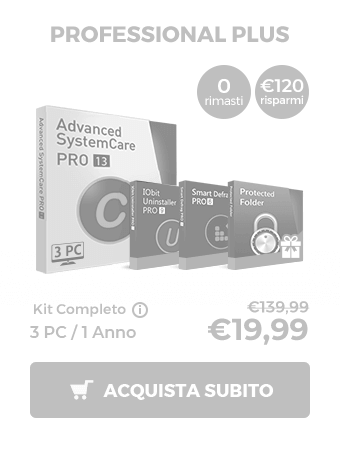 PROFESSIONAL PLUS
0
rimasti
€120
risparmi
Advanced
SystemCare
PRO 13
Advanced SystemCare PRO
3 PC
IObit
Uninstaller
PRO
Smart Defra
PRO
Protected
Folder
Kit Completo
€139,99
3 PC / 1 Anno
€19,99
ACQUISTA SUBITO